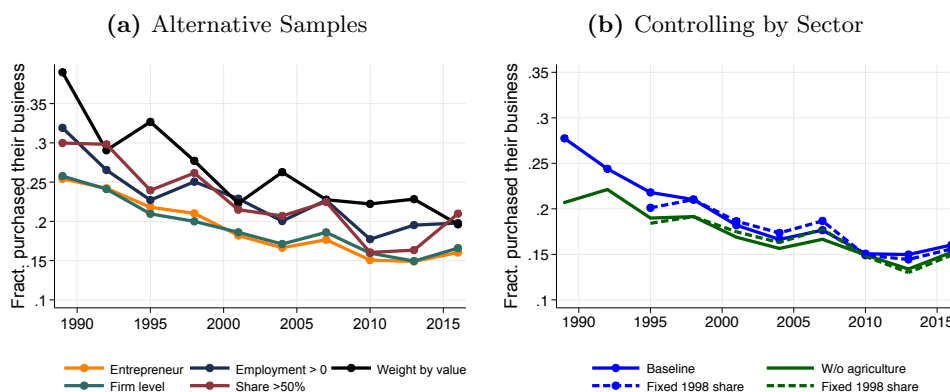 (a) Alternative Samples
Fract. purchased their business
.35
.3
.25
.2
.15
.1
1990 1995 2000 2005 2010 2015
Entrepreneur Employment > 0 Weight by value
Firm level Share >50%
(b) Controlling by Sector
Fract. purchased their business
.35
.3
.25
.2
.15
.1
1990 1995 2000 2005 2010 2015
Baseline W/o agriculture
Fixed 1998 share Fixed 1998 share